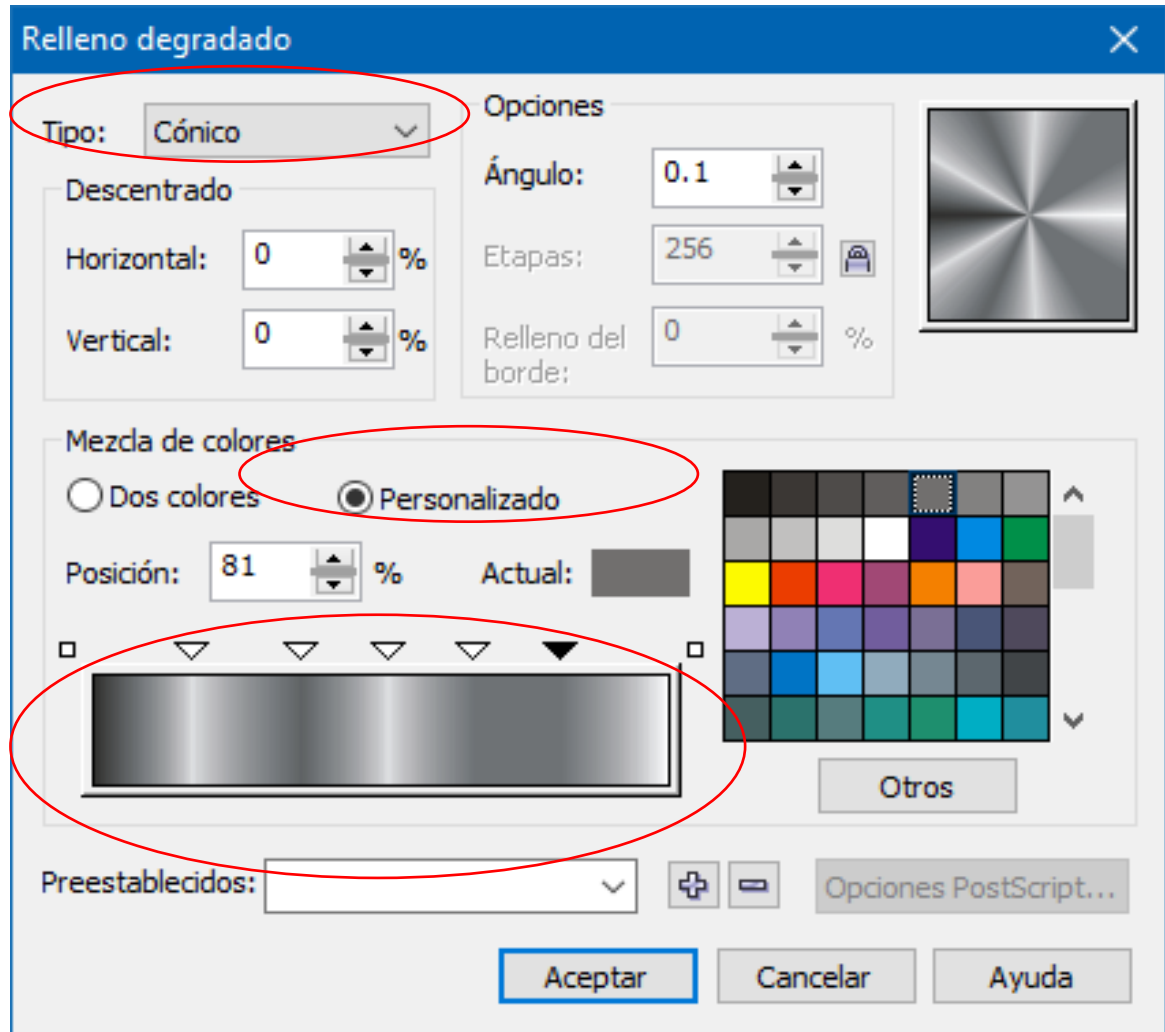 Relleno degradado
Tipo: Cónico
Opciones
Ángulo: 0.1
Descentrado
Horizontal: 0 %
Etapas: 256
Vertical: 0 %
Relleno del borde: 0 %
Mezcla de colores
Dos colores
Personalizado
Posición: 81 %
Actual:
Otros
Preestablecidos:
Opciones PostScript...
Aceptar
Cancelar
Ayuda